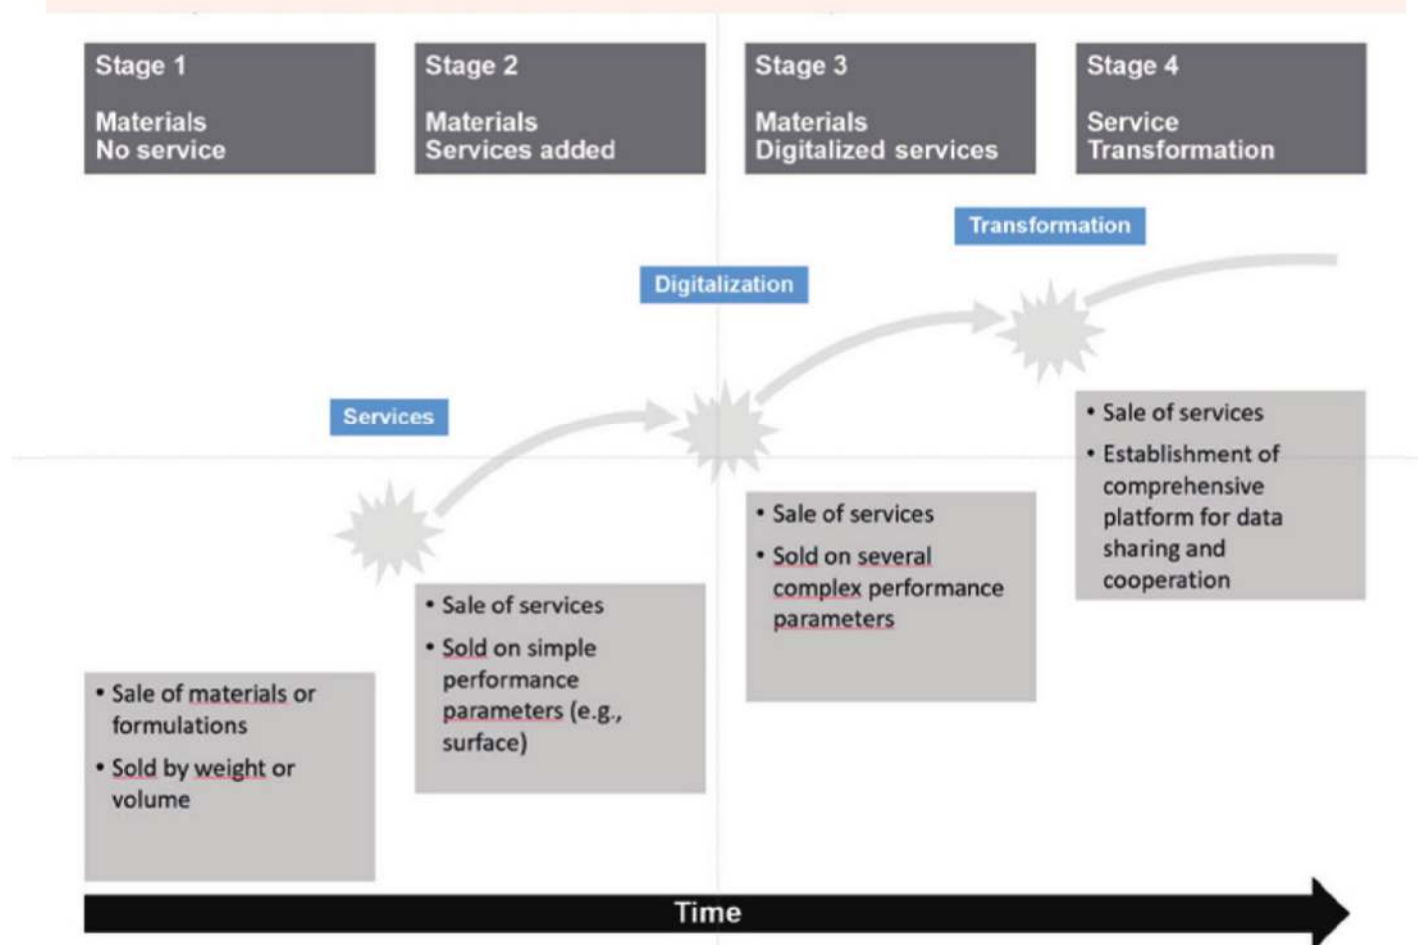 Stage 1
Materials
No service
Stage 2
Materials
Services added
Stage 3
Materials
Digitalized services
Stage 4
Service
Transformation
Transformation
Digitalization
Services
• Sale of services
• Establishment of
comprehensive
platform for data
sharing and
cooperation
• Sale of services
• Sold on several
complex performance
parameters
• Sale of services
• Sold on simple
performance
parameters (e.g.,
surface)
• Sale of materials or
formulations
• Sold by weight or
volume
Time